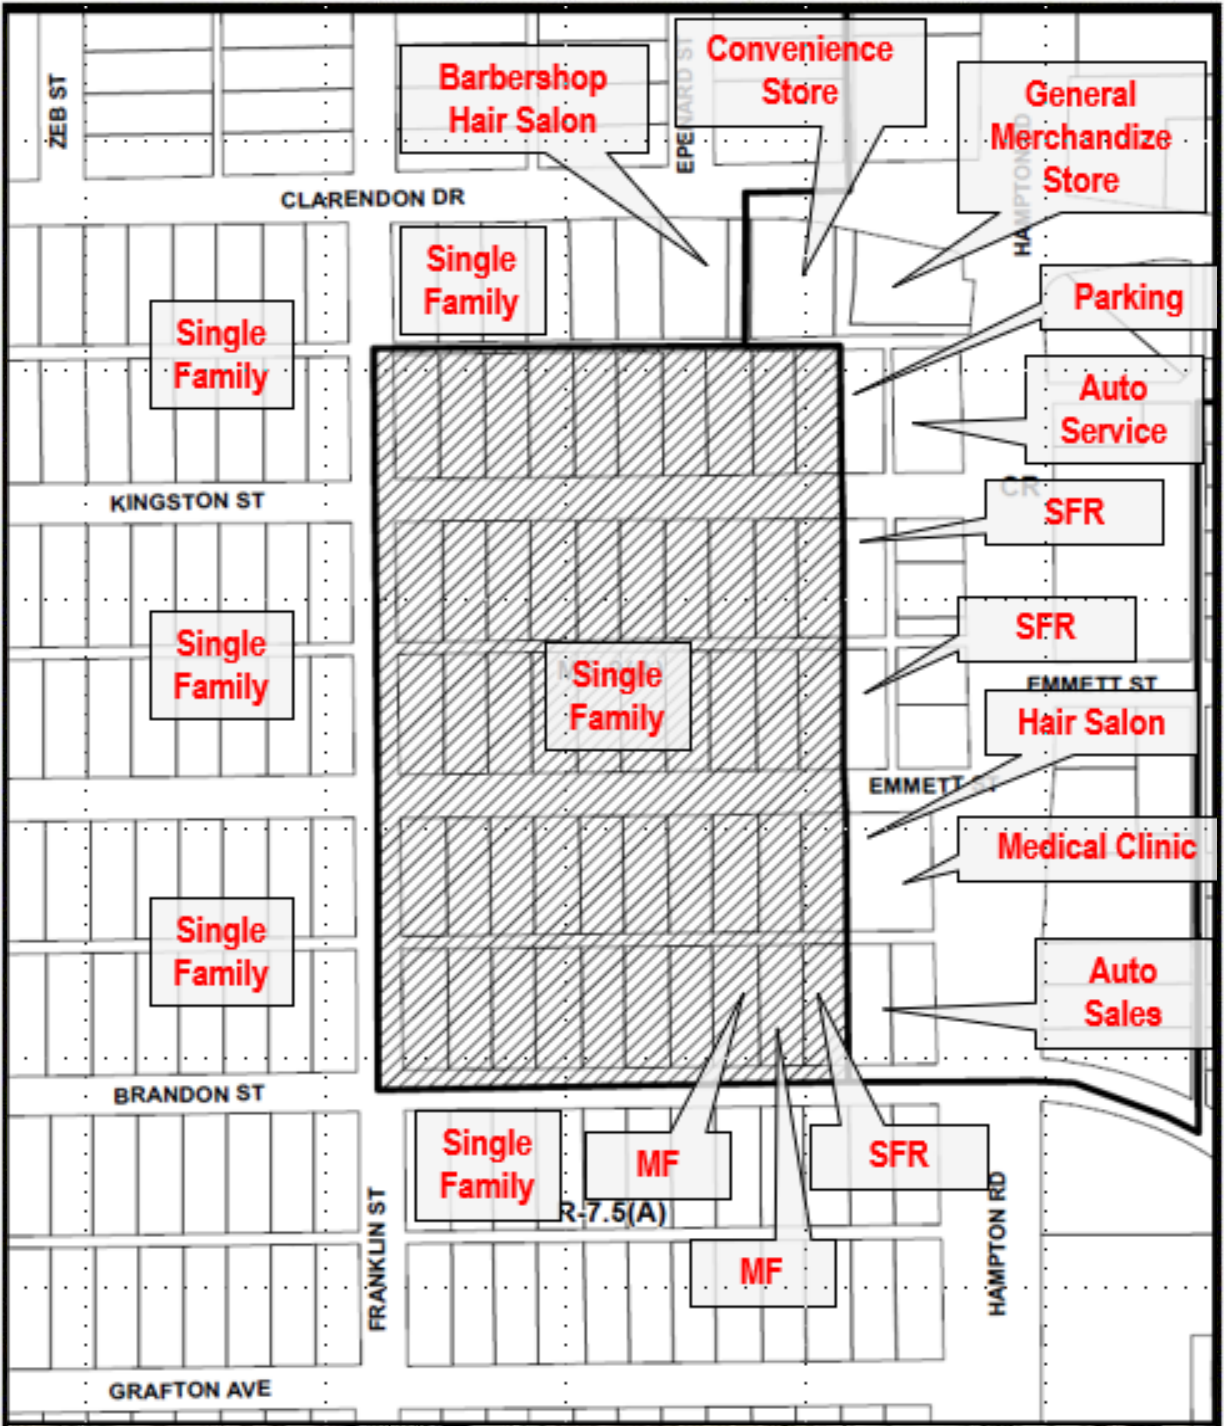 ZEB ST
Barbershop
Hair Salon
EPENARD ST
Convenience
Store
General
Merchandize
Store
HAMPTON RD
CLARENDON DR
Single
Family
Single
Family
Parking
Auto
Service
KINGSTON ST
CR
SFR
Single
Family
Single
Family
SFR
EMMETT ST
Hair Salon
EMMETT ST
Medical Clinic
Single
Family
Auto
Sales
BRANDON ST
Single
Family
MF
SFR
R-7.5(A)
FRANKLIN ST
MF
HAMPTON RD
GRAFTON AVE